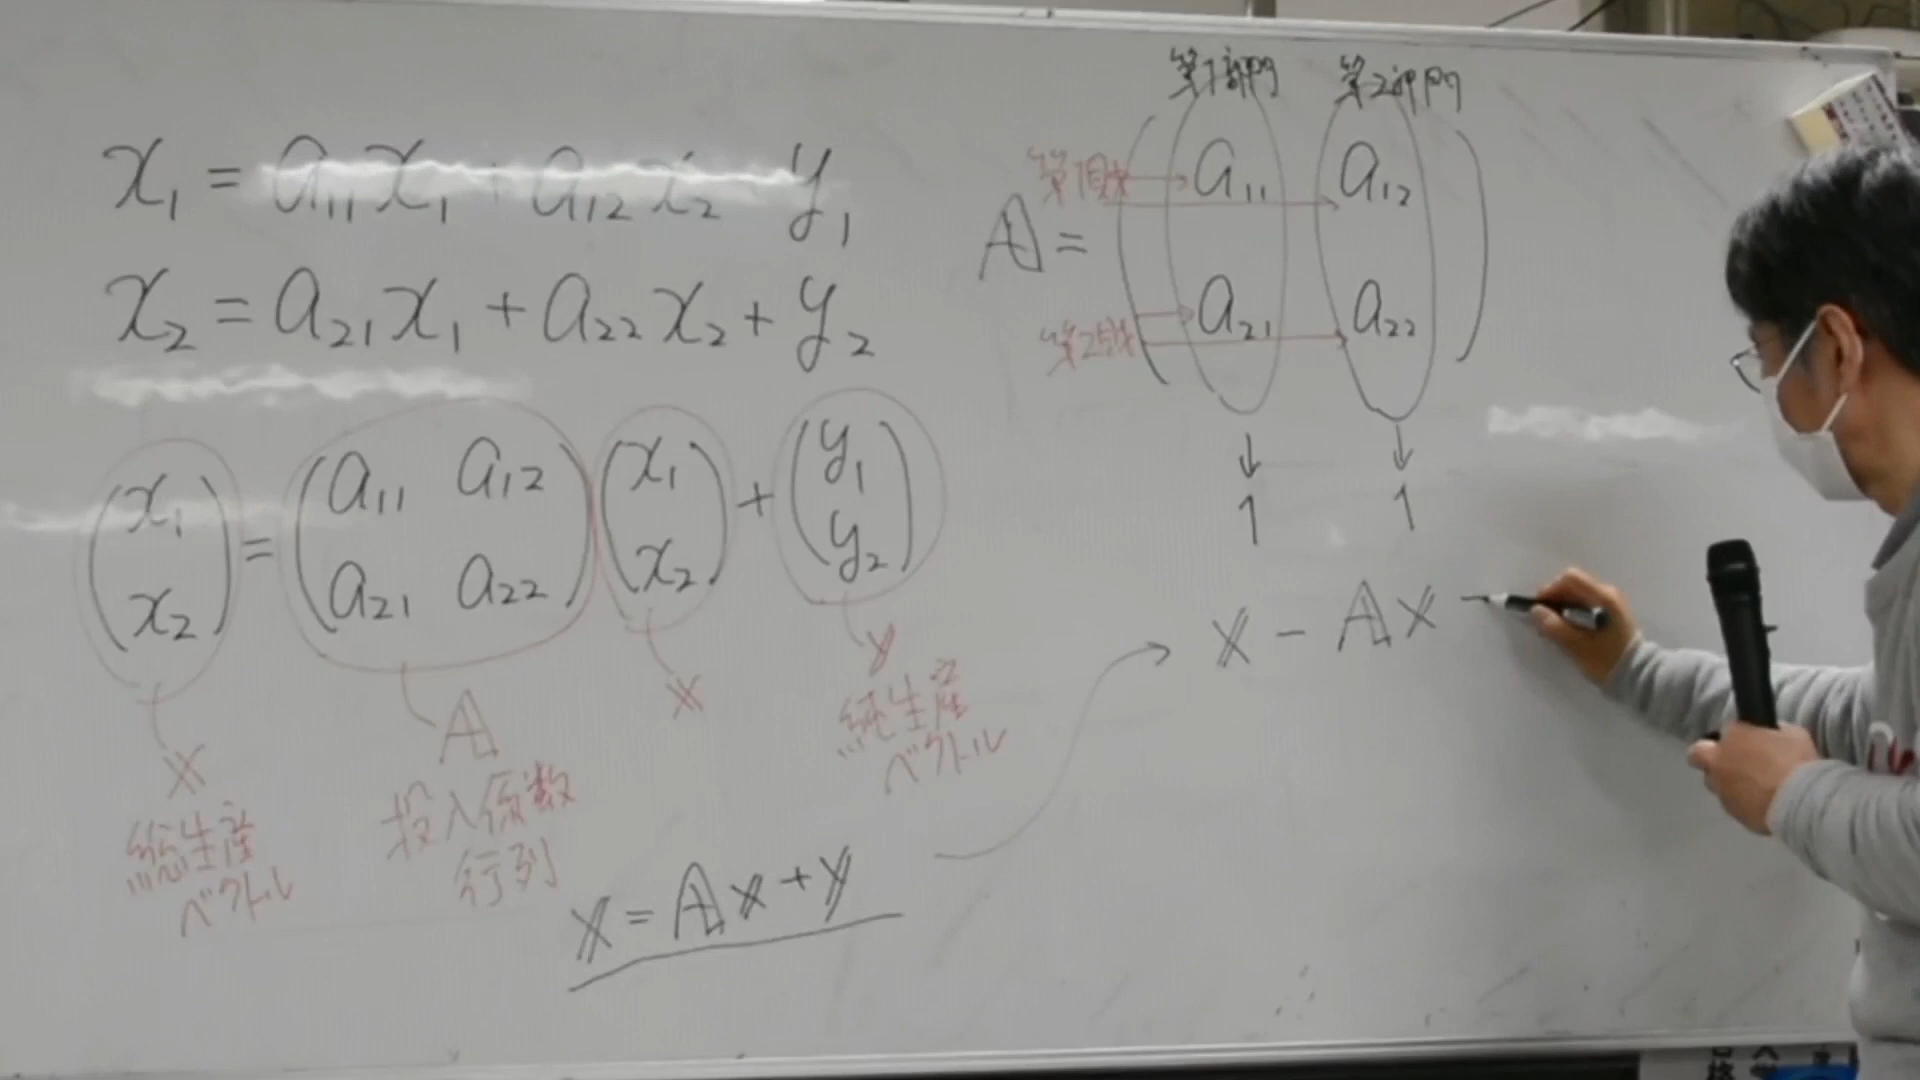 x₁ = a₁₁x₁ + a₁₂x₂ + y₁
x₂ = a₂₁x₁ + a₂₂x₂ + y₂
(x₁ x₂) = (a₁₁ a₁₂ a₂₁ a₂₂) (x₁ x₂) + (y₁ y₂)
𝕩
総生産
ベクトル
𝔸
投入係数
行列
𝕩
𝕪
純生産
ベクトル
𝕩 = 𝔸𝕩 + 𝕪
第1部門 第2部門
第1財 → a₁₁ → a₁₂
𝔸 =
第2財 → a₂₁ → a₂₂
↓ ↓
1 1
→ 𝕩 - 𝔸𝕩